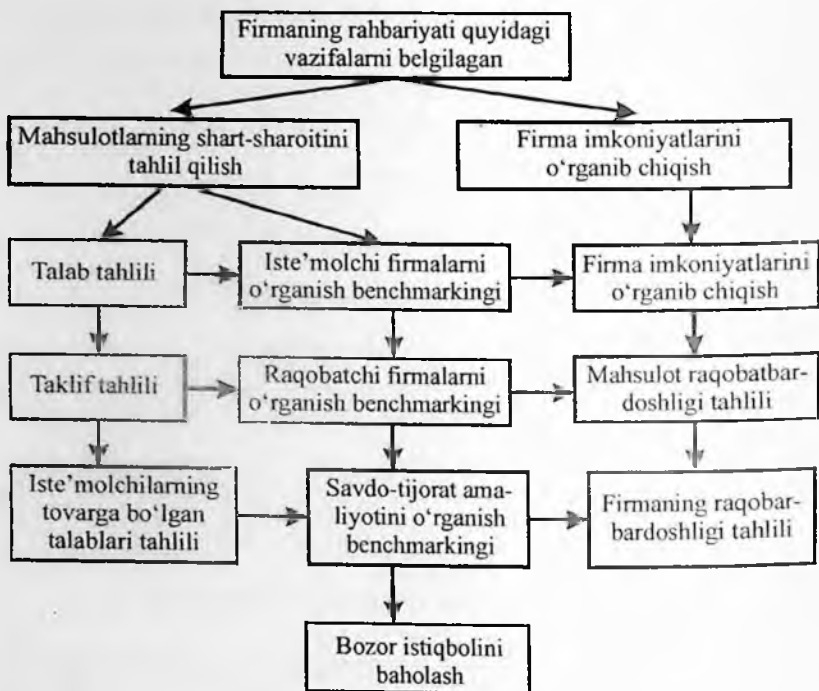 Firmaning rahbariyati quyidagi
vazifalarni belgilagan
Mahsulotlarning shart-sharoitini
tahlil qilish
Firma imkoniyatlarini
o‘rganib chiqish
Talab tahlili
Iste’molchi firmalarni
o‘rganish benchmarkingi
Firma imkoniyatlarini
o‘rganib chiqish
Taklif tahlili
Raqobatchi firmalarni
o‘rganish benchmarkingi
Mahsulot raqobatbar-
doshligi tahlili
Iste’molchilarning
tovarga bo‘lgan
talablari tahlili
Savdo-tijorat ama-
liyotini o‘rganish
benchmarkingi
Firmaning raqobar-
bardoshligi tahlili
Bozor istiqbolini
baholash